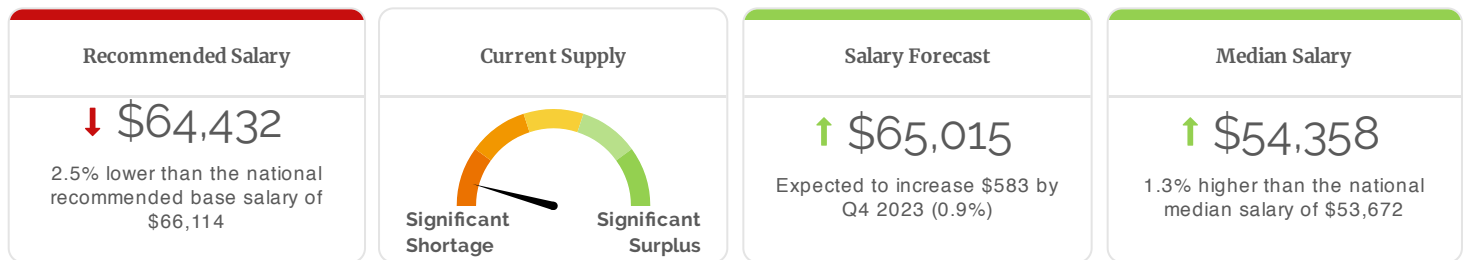 Recommended Salary
$64,432
2.5% lower than the national
recommended base salary of
$66,114
Current Supply
Significant
Shortage
Significant
Surplus
Salary Forecast
$65,015
Expected to increase $583 by
Q4 2023 (0.9%)
Median Salary
$54,358
1.3% higher than the national
median salary of $53,672